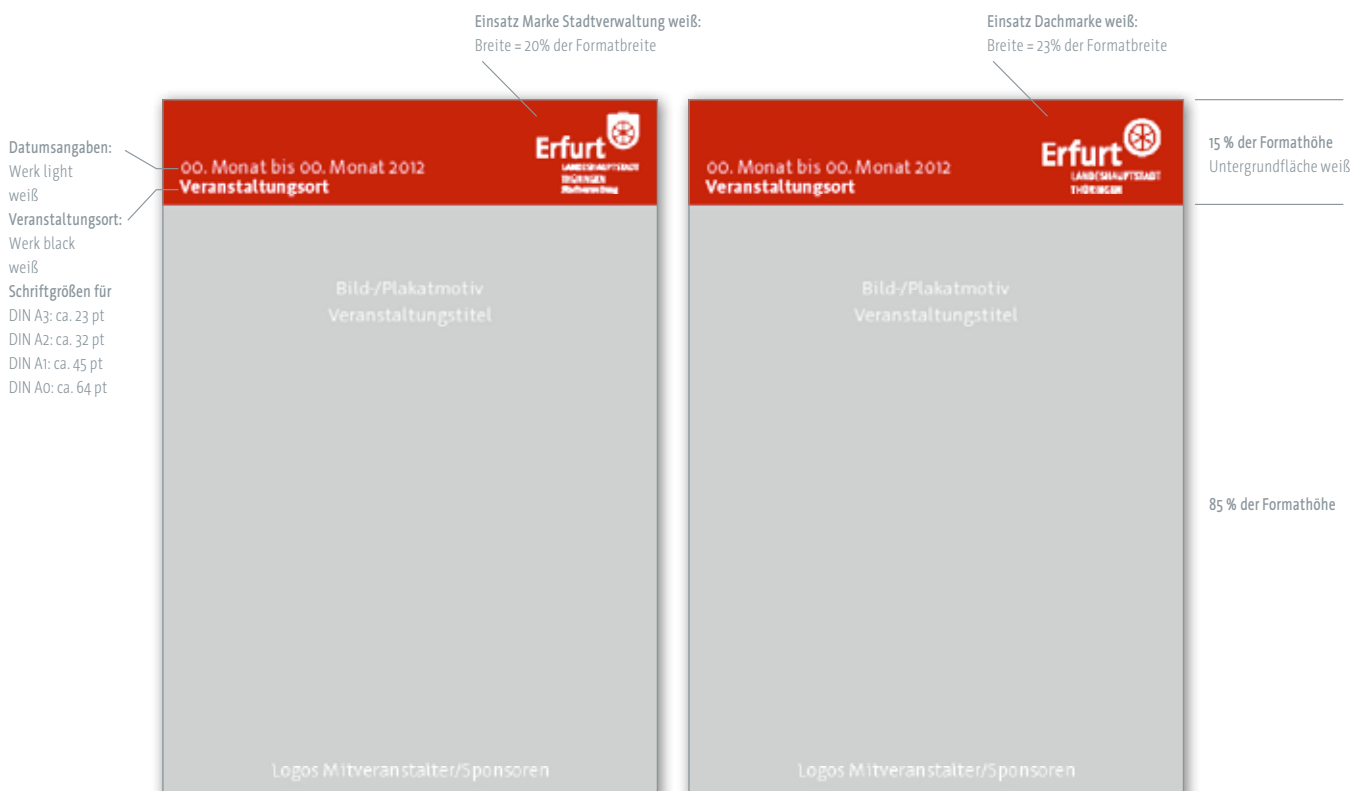 Einsatz Marke Stadtverwaltung weiß:
Breite = 20% der Formatbreite
Einsatz Dachmarke weiß:
Breite = 23% der Formatbreite
Datumsangaben:
Werk light
weiß
Veranstaltungsort:
Werk black
weiß
Schriftgrößen für
DIN A3: ca. 23 pt
DIN A2: ca. 32 pt
DIN A1: ca. 45 pt
DIN A0: ca. 64 pt
00. Monat bis 00. Monat 2012
Veranstaltungsort
Erfurt
LANDESHAUPTSTADT
THÜRINGEN
Stadtverwaltung
Bild-/Plakatmotiv
Veranstaltungstitel
Logos Mitveranstalter/Sponsoren
00. Monat bis 00. Monat 2012
Veranstaltungsort
Erfurt
LANDESHAUPTSTADT
THÜRINGEN
Bild-/Plakatmotiv
Veranstaltungstitel
Logos Mitveranstalter/Sponsoren
15 % der Formathöhe
Untergrundfläche weiß
85 % der Formathöhe